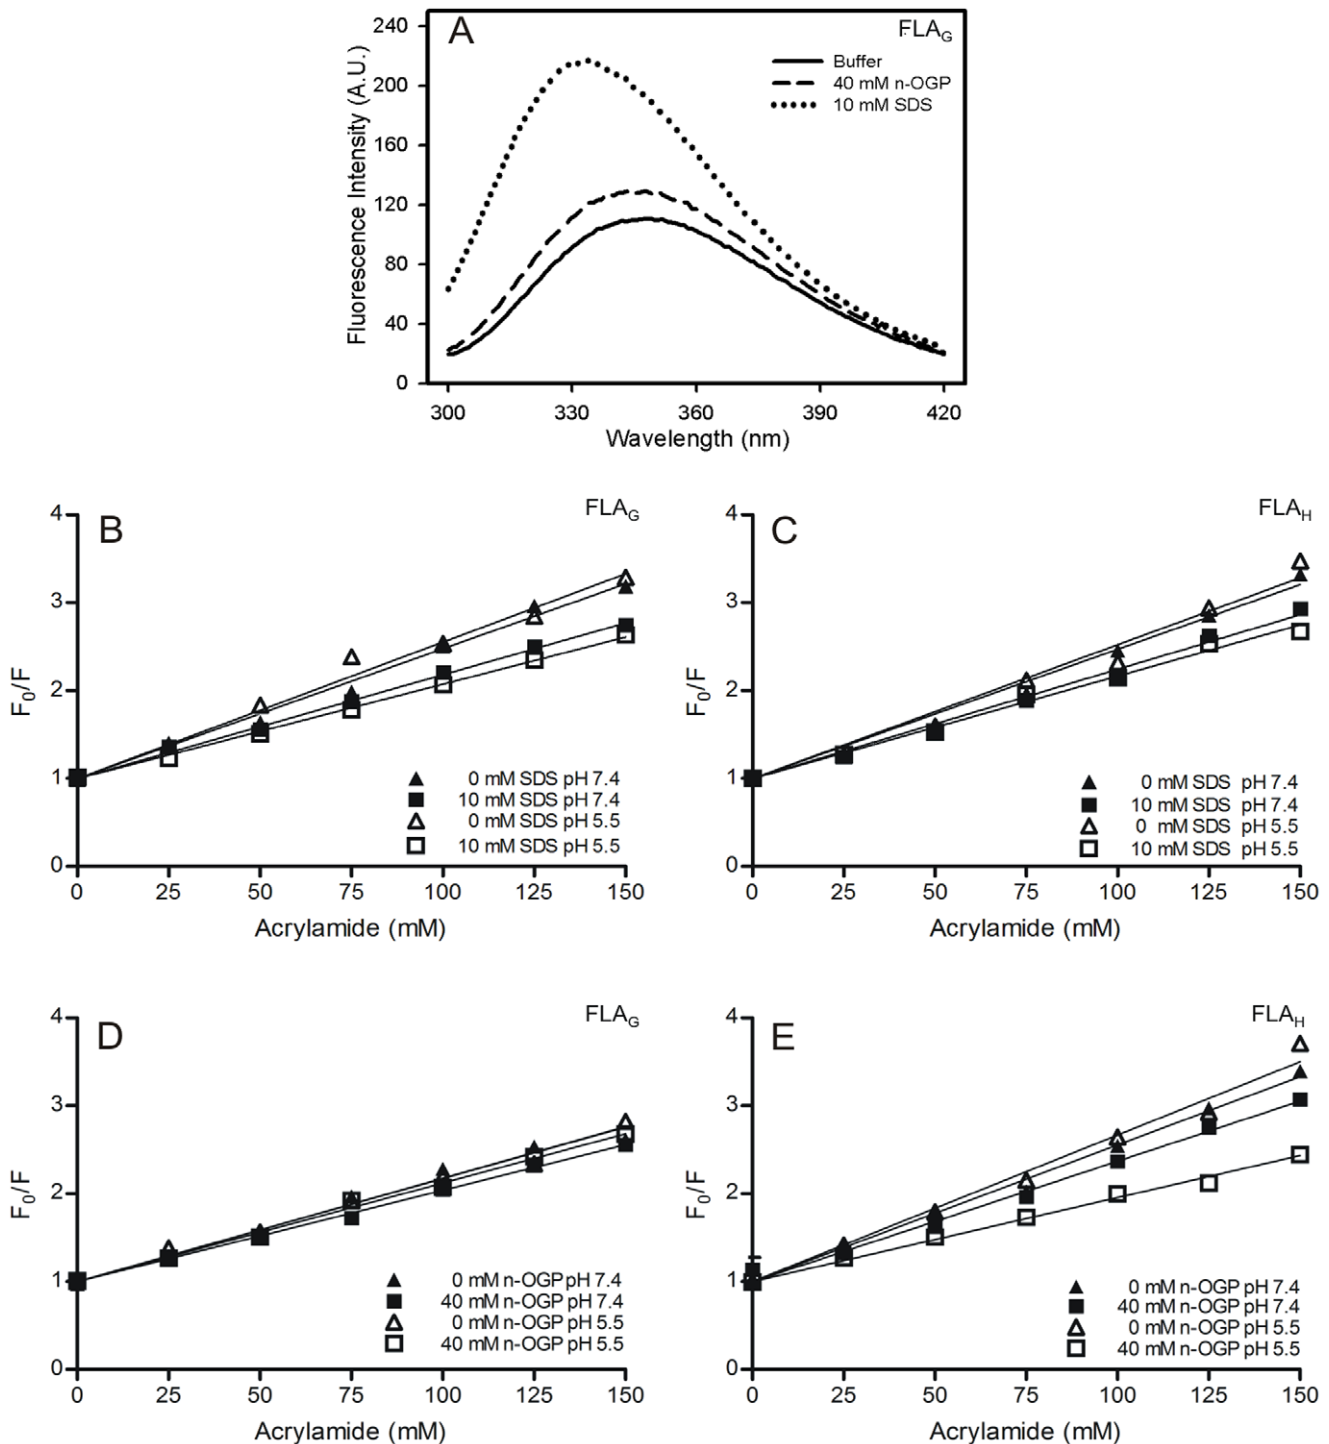 A
FLA_G
Buffer
40 mM n-OGP
10 mM SDS
Fluorescence Intensity (A.U.)
240
200
160
120
80
40
0
300 330 360 390 420
Wavelength (nm)
B
FLA_G
F_0/F
4
3
2
1
0
0 mM SDS pH 7.4
10 mM SDS pH 7.4
0 mM SDS pH 5.5
10 mM SDS pH 5.5
0 25 50 75 100 125 150
Acrylamide (mM)
C
FLA_H
F_0/F
4
3
2
1
0
0 mM SDS pH 7.4
10 mM SDS pH 7.4
0 mM SDS pH 5.5
10 mM SDS pH 5.5
0 25 50 75 100 125 150
Acrylamide (mM)
D
FLA_G
F_0/F
4
3
2
1
0
0 mM n-OGP pH 7.4
40 mM n-OGP pH 7.4
0 mM n-OGP pH 5.5
40 mM n-OGP pH 5.5
0 25 50 75 100 125 150
Acrylamide (mM)
E
FLA_H
F_0/F
4
3
2
1
0
0 mM n-OGP pH 7.4
40 mM n-OGP pH 7.4
0 mM n-OGP pH 5.5
40 mM n-OGP pH 5.5
0 25 50 75 100 125 150
Acrylamide (mM)